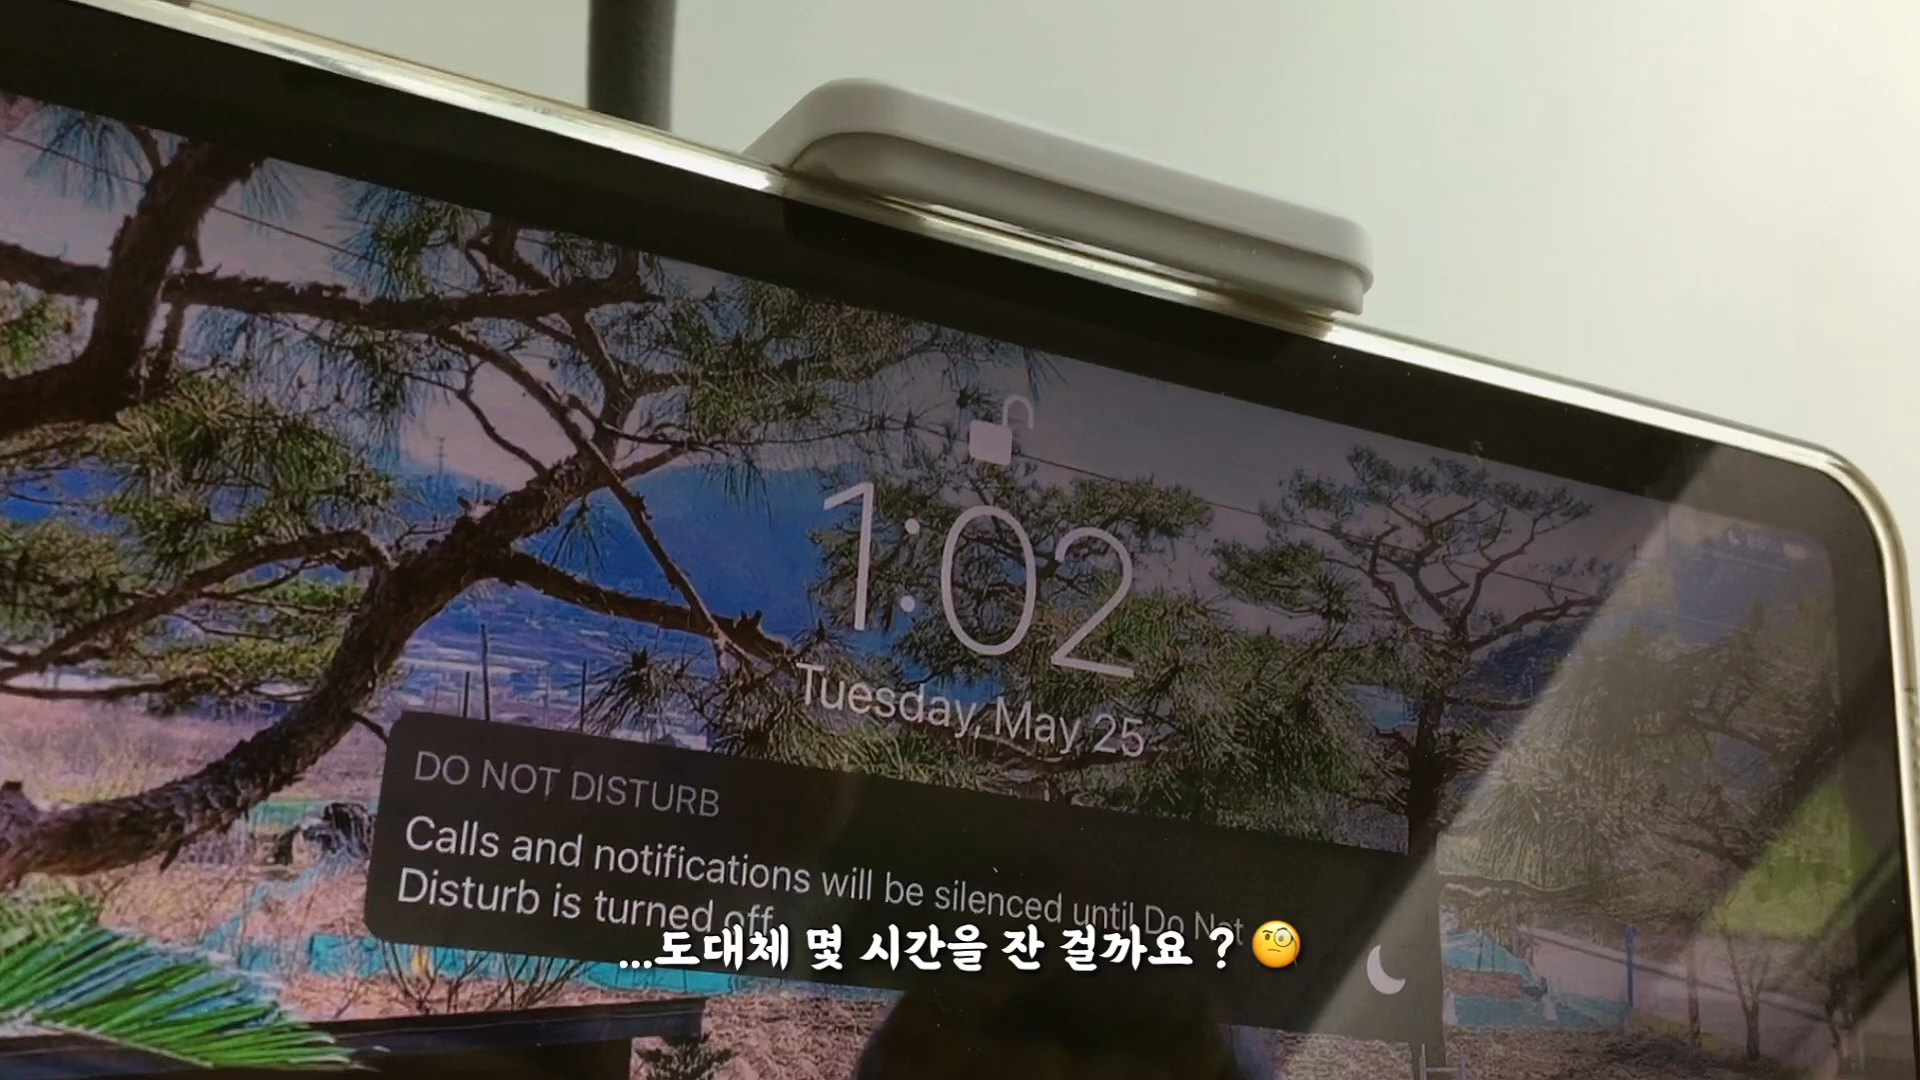 1:02
Tuesday, May 25
DO NOT DISTURB
Calls and notifications will be silenced until Do Not
Disturb is turned off.
...도대체 몇 시간을 잔 걸까요 ? 🧐